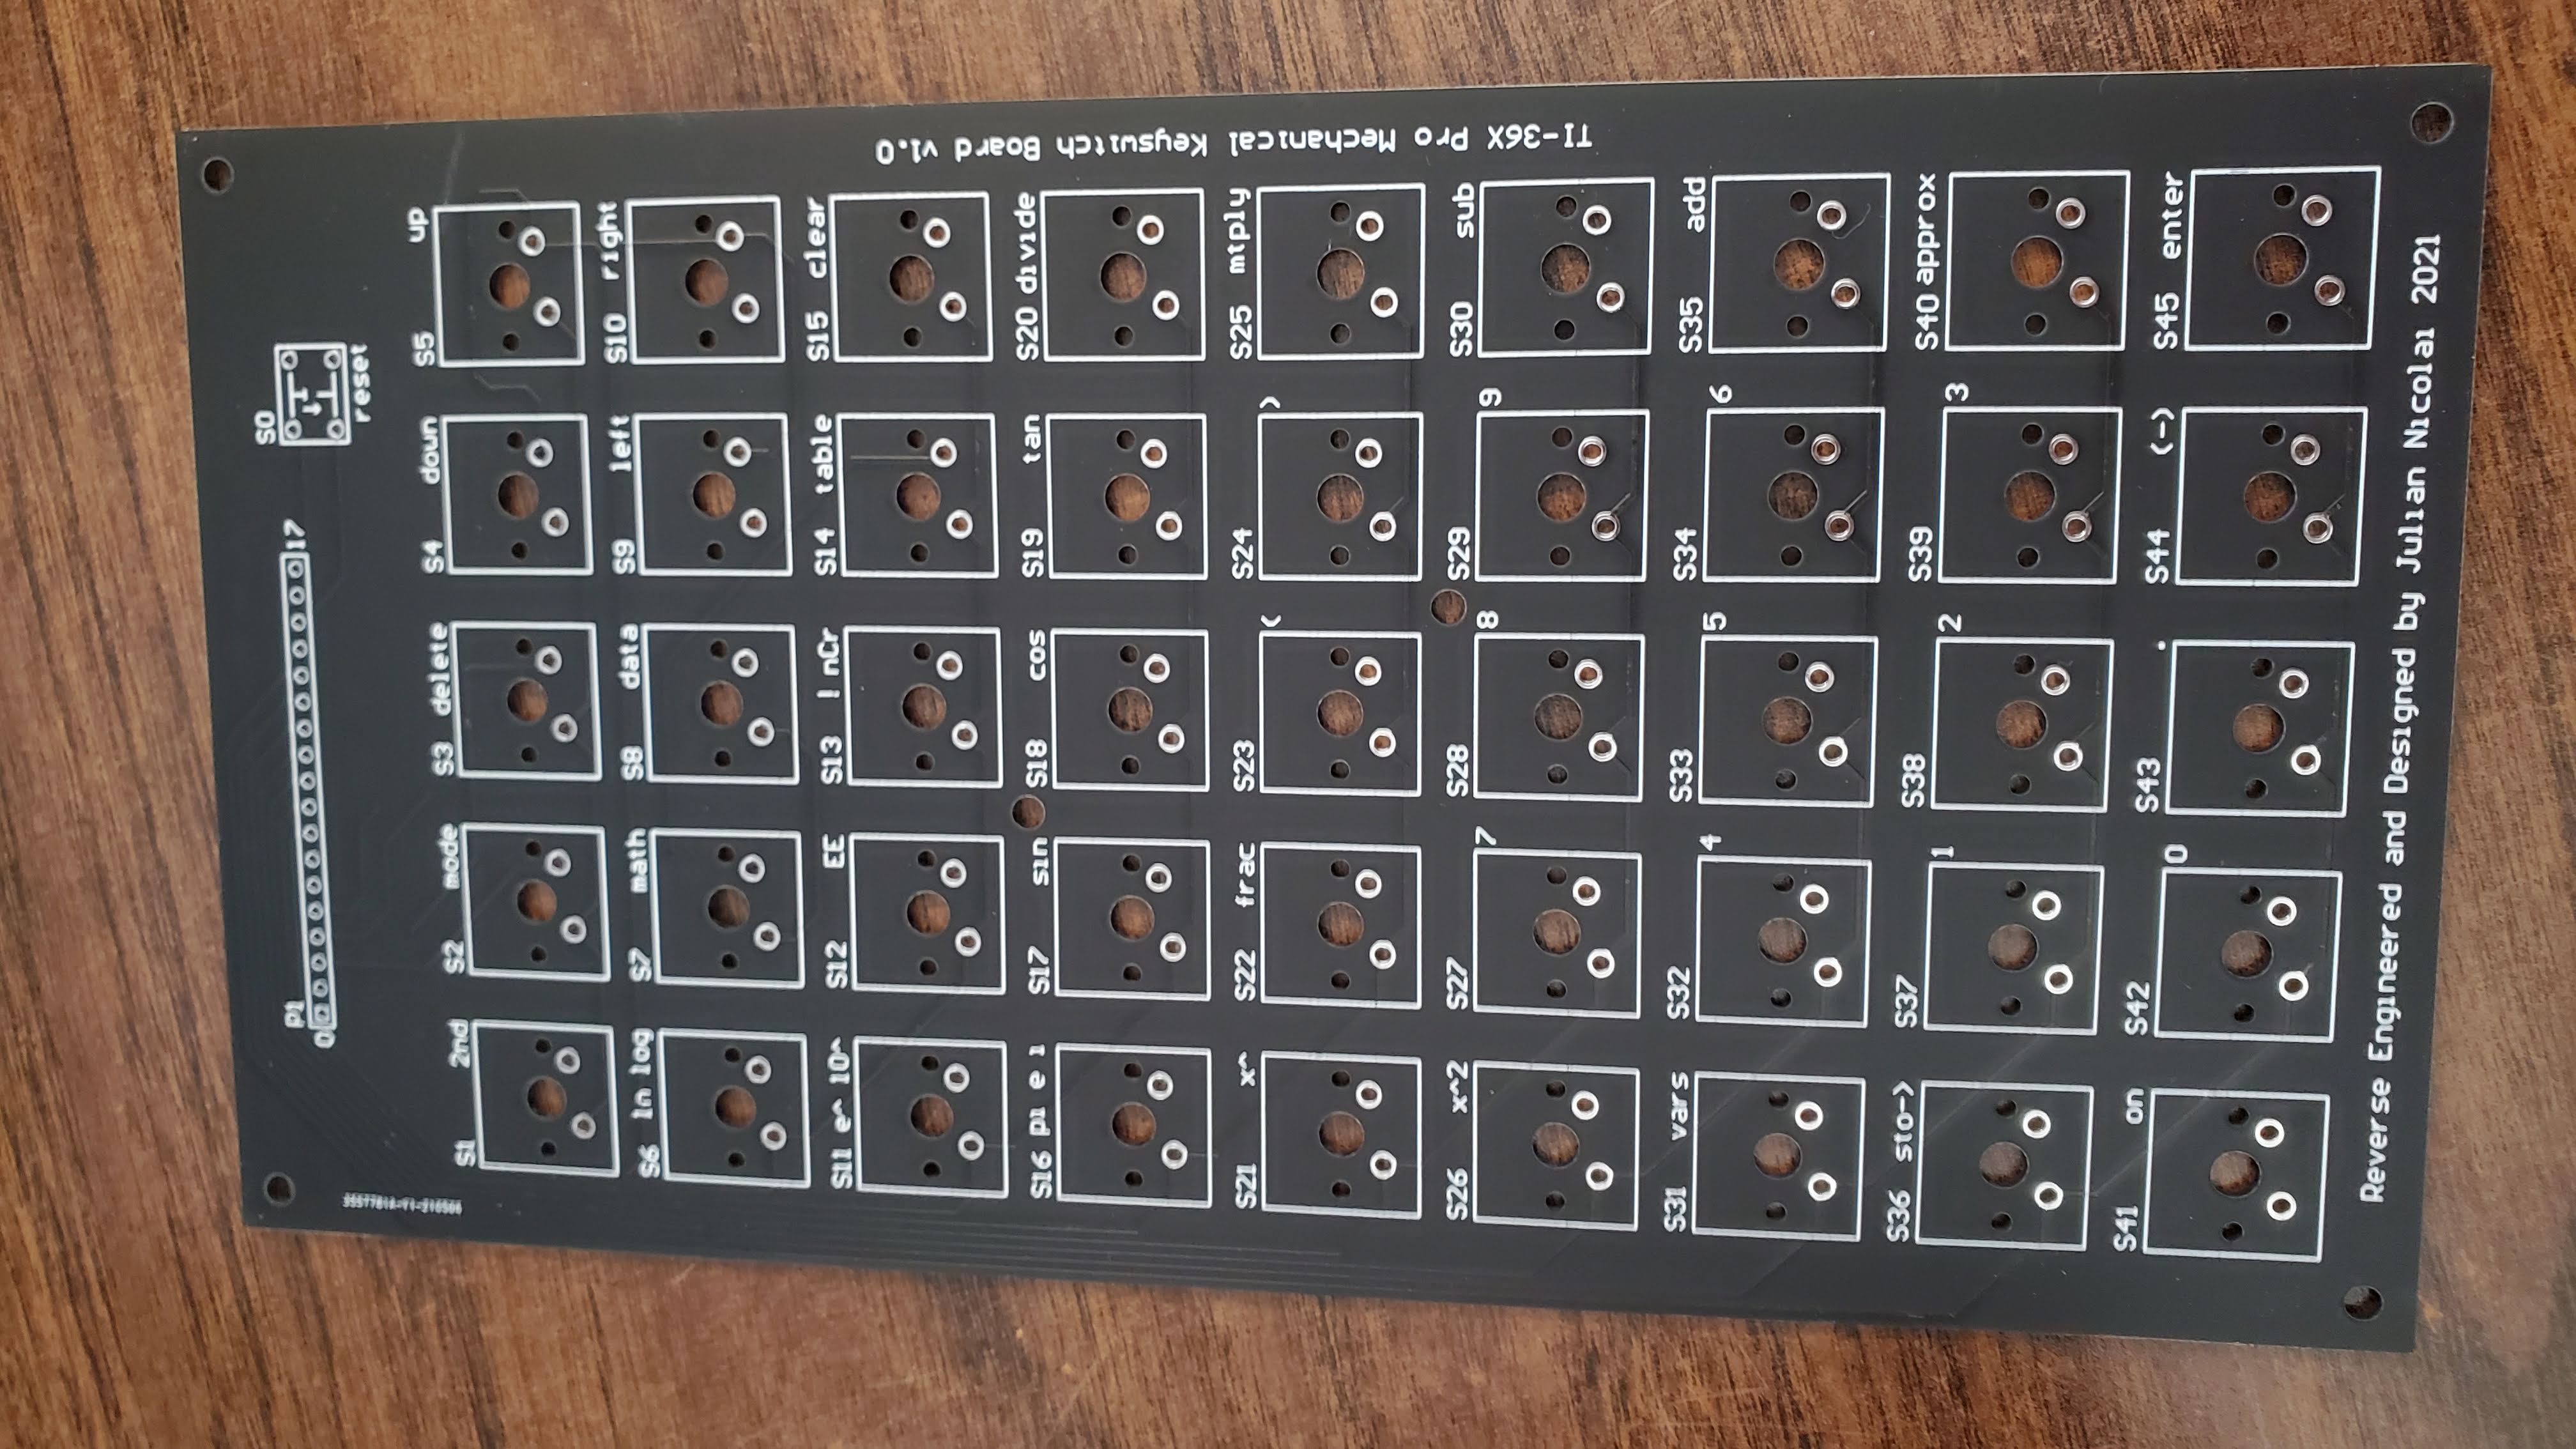 P1
0 17
S0
reset
S1 2nd S2 mode S3 delete S4 down S5 up
S6 ln log S7 math S8 data S9 left S10 right
S11 e^ 10^ S12 EE S13 ! nCr S14 table S15 clear
S16 pi e i S17 sin S18 cos S19 tan S20 divide
S21 x^ S22 frac S23 ( S24 ) S25 mtply
S26 x^2 S27 7 S28 8 S29 9 S30 sub
S31 vars S32 4 S33 5 S34 6 S35 add
S36 sto-> S37 1 S38 2 S39 3 S40 approx
S41 on S42 0 S43 . S44 (-) S45 enter
TI-36X Pro Mechanical Keyswitch Board v1.0
Reverse Engineered and Designed by Julian Nicolai 2021